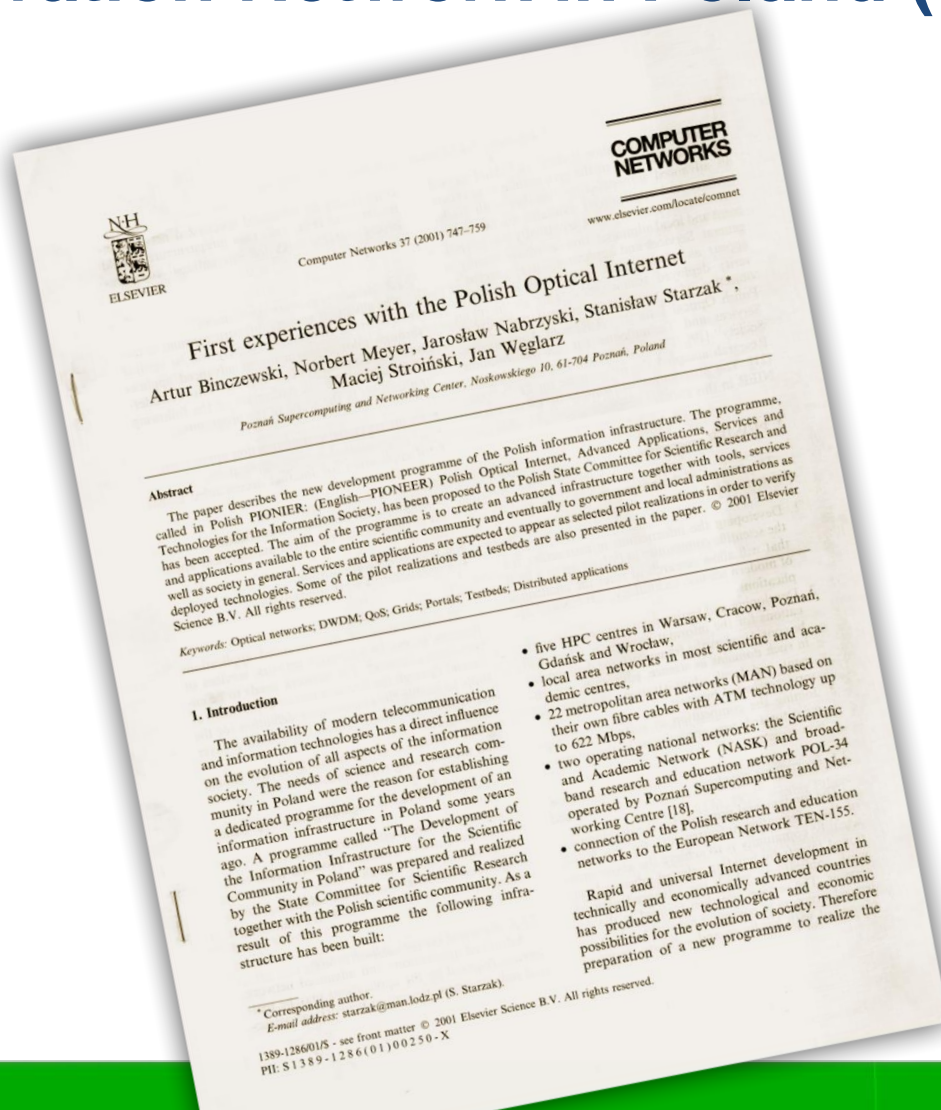 in Poland (
COMPUTER
NETWORKS
www.elsevier.com/locate/comnet
N·H
ELSEVIER
Computer Networks 37 (2001) 747–759
First experiences with the Polish Optical Internet
Artur Binczewski, Norbert Meyer, Jarosław Nabrzyski, Stanisław Starzak *,
Maciej Stroiński, Jan Węglarz
Poznań Supercomputing and Networking Center, Noskowskiego 10, 61-704 Poznań, Poland
Abstract
The paper describes the new development programme of the Polish information infrastructure. The programme,
called in Polish PIONIER: (English—PIONEER) Polish Optical Internet, Advanced Applications, Services and
Technologies for the Information Society, has been proposed to the Polish State Committee for Scientific Research and
has been accepted. The aim of the programme is to create an advanced infrastructure together with tools, services
and applications available to the entire scientific community and eventually to government and local administrations as
well as society in general. Services and applications are expected to appear as selected pilot realizations in order to verify
deployed technologies. Some of the pilot realizations and testbeds are also presented in the paper. © 2001 Elsevier
Science B.V. All rights reserved.
Keywords: Optical networks; DWDM; QoS; Grids; Portals; Testbeds; Distributed applications
1. Introduction
The availability of modern telecommunication
and information technologies has a direct influence
on the evolution of all aspects of the information
society. The needs of science and research com-
munity in Poland were the reason for establishing
a dedicated programme for the development of an
information infrastructure in Poland some years
ago. A programme called “The Development of
the Information Infrastructure for the Scientific
Community in Poland” was prepared and realized
by the State Committee for Scientific Research
together with the Polish scientific community. As a
result of this programme the following infra-
structure has been built:
• five HPC centres in Warsaw, Cracow, Poznań,
Gdańsk and Wrocław,
• local area networks in most scientific and aca-
demic centres,
• 22 metropolitan area networks (MAN) based on
their own fibre cables with ATM technology up
to 622 Mbps,
• two operating national networks: the Scientific
and Academic Network (NASK) and broad-
band research and education network POL-34
operated by Poznań Supercomputing and Net-
working Centre [18],
• connection of the Polish research and education
networks to the European Network TEN-155.
Rapid and universal Internet development in
technically and economically advanced countries
has produced new technological and economic
possibilities for the evolution of society. Therefore
preparation of a new programme to realize the
* Corresponding author.
E-mail address: starzak@man.lodz.pl (S. Starzak).
1389-1286/01/$ - see front matter © 2001 Elsevier Science B.V. All rights reserved.
PII: S1389-1286(01)00250-X